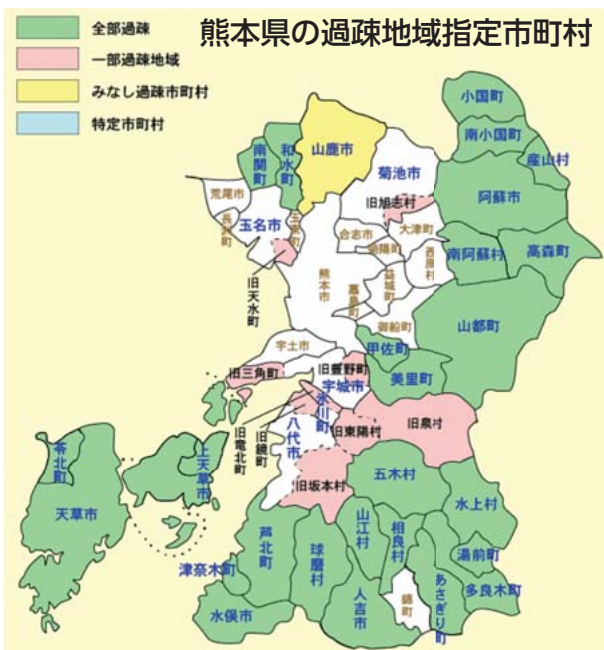 熊本県の過疎地域指定市町村
全部過疎
一部過疎地域
みなし過疎市町村
特定市町村
小国町
南小国町
産山村
山鹿市
和水町
南関町
菊池市
荒尾市
旧旭志村
阿蘇市
長洲町
玉名市
玉東町
合志市
大津町
菊陽町
西原村
南阿蘇村
高森町
旧天水町
熊本市
益城町
嘉島町
御船町
山都町
宇土市
甲佐町
旧三角町
旧豊野町
美里町
宇城市
氷川町
旧竜北町
旧鏡町
八代市
旧東陽村
旧泉村
苓北町
上天草市
旧坂本村
五木村
天草市
水上村
芦北町
球磨村
山江村
相良村
湯前町
津奈木町
錦町
あさぎり町
多良木町
水俣市
人吉市